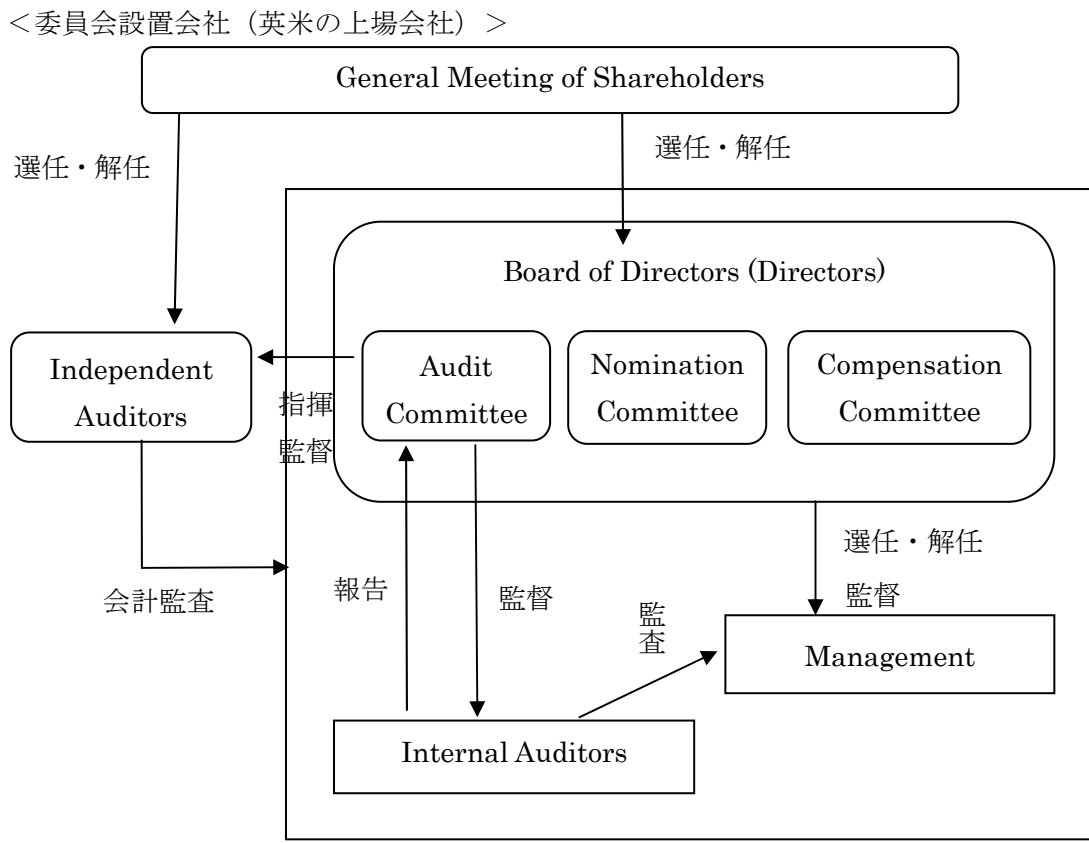 ＜委員会設置会社（英米の上場会社）＞
General Meeting of Shareholders
選任・解任
選任・解任
Board of Directors (Directors)
Independent
Auditors
指揮
監督
Audit
Committee
Nomination
Committee
Compensation
Committee
会計監査
報告
監督
監査
選任・解任
監督
Management
Internal Auditors